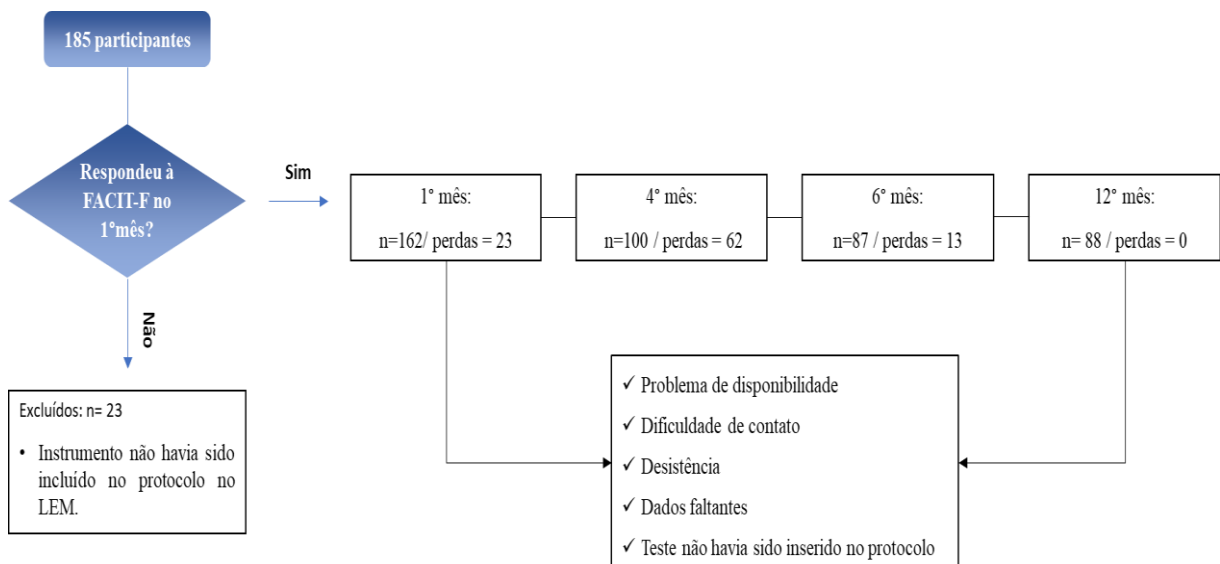 185 participantes
Respondeu à
FACIT-F no
1°mês?
Sim
Não
1° mês:
n=162/ perdas = 23
4° mês:
n=100 / perdas = 62
6° mês:
n=87 / perdas = 13
12° mês:
n= 88 / perdas = 0
Excluídos: n= 23
• Instrumento não havia sido
incluído no protocolo no
LEM.
✓ Problema de disponibilidade
✓ Dificuldade de contato
✓ Desistência
✓ Dados faltantes
✓ Teste não havia sido inserido no protocolo